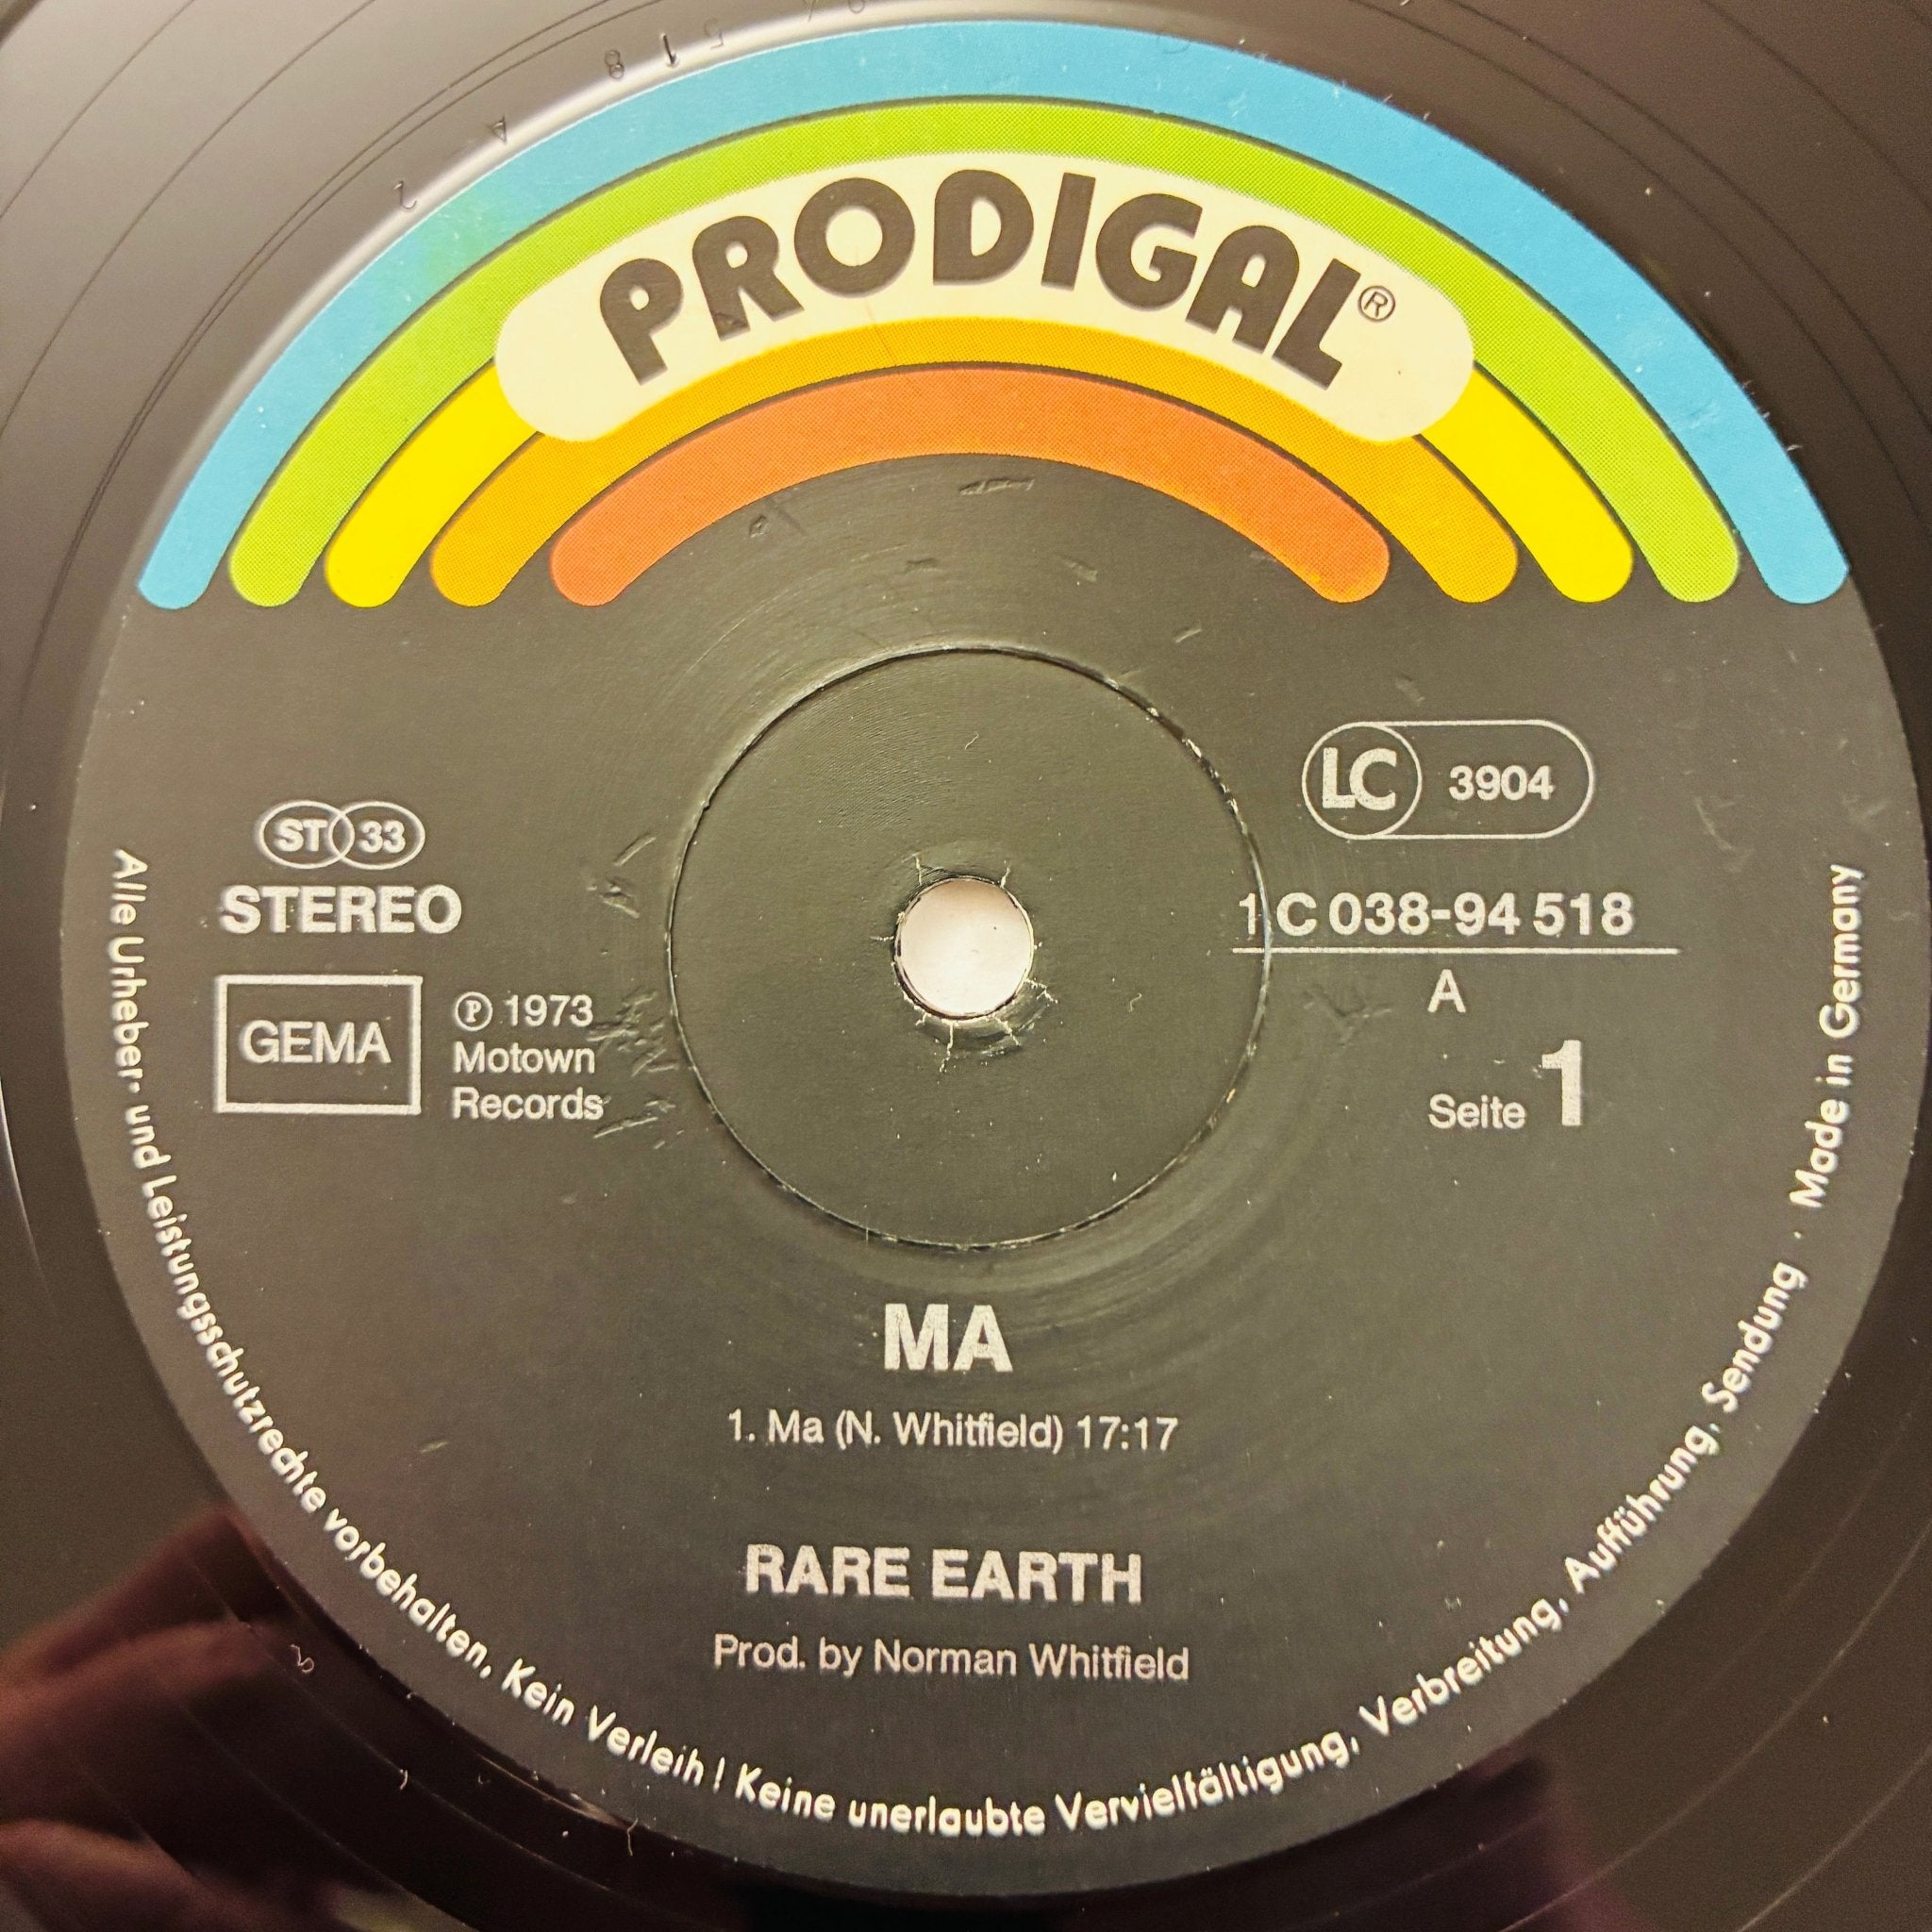 PRODIGAL®
ST 33
STEREO
GEMA
℗ 1973
Motown
Records
LC 3904
1 C 038-94 518
A
Seite 1
MA
1. Ma (N. Whitfield) 17:17
RARE EARTH
Prod. by Norman Whitfield
Alle Urheber- und Leistungsschutzrechte vorbehalten. Kein Verleih! Keine unerlaubte Vervielfältigung, Verbreitung, Aufführung, Sendung · Made in Germany